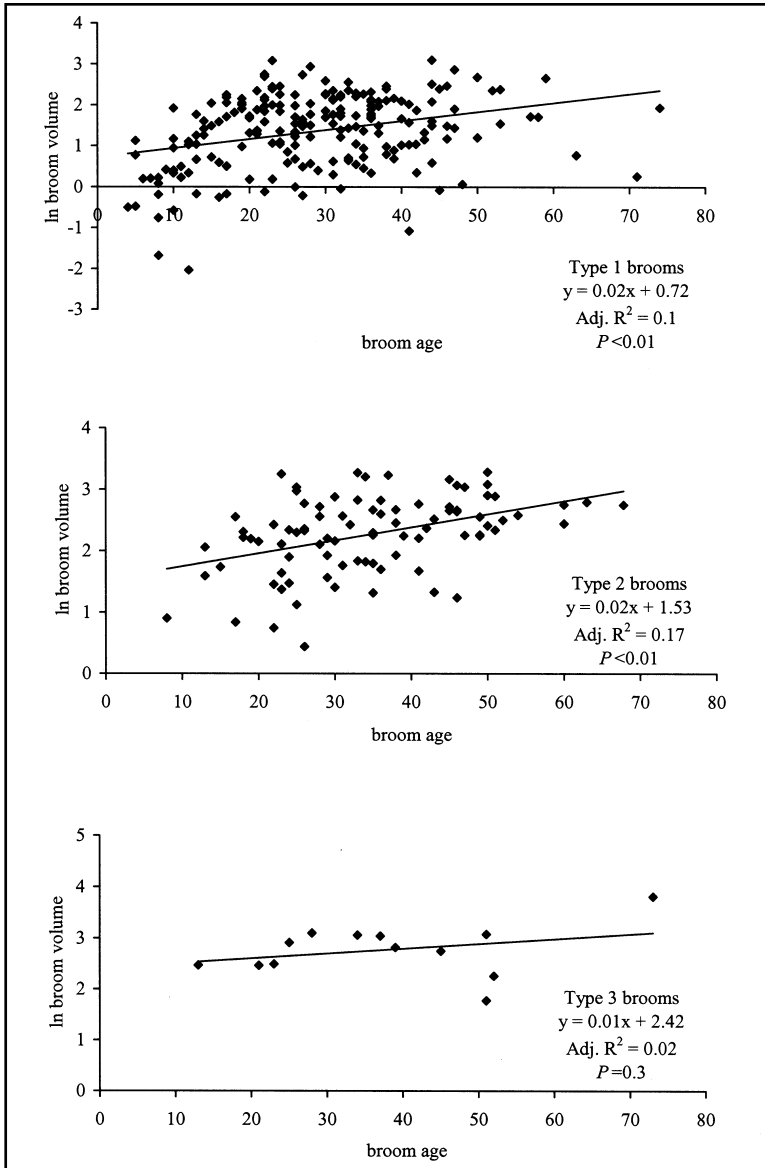 4
3
2
1
0
-1
-2
-3
0 10 20 30 40 50 60 70 80
ln broom volume
broom age
Type 1 brooms
y = 0.02x + 0.72
Adj. R² = 0.1
P<0.01
4
3
2
1
0
0 10 20 30 40 50 60 70 80
ln broom volume
broom age
Type 2 brooms
y = 0.02x + 1.53
Adj. R² = 0.17
P<0.01
5
4
3
2
1
0
0 10 20 30 40 50 60 70 80
ln broom volume
broom age
Type 3 brooms
y = 0.01x + 2.42
Adj. R² = 0.02
P=0.3